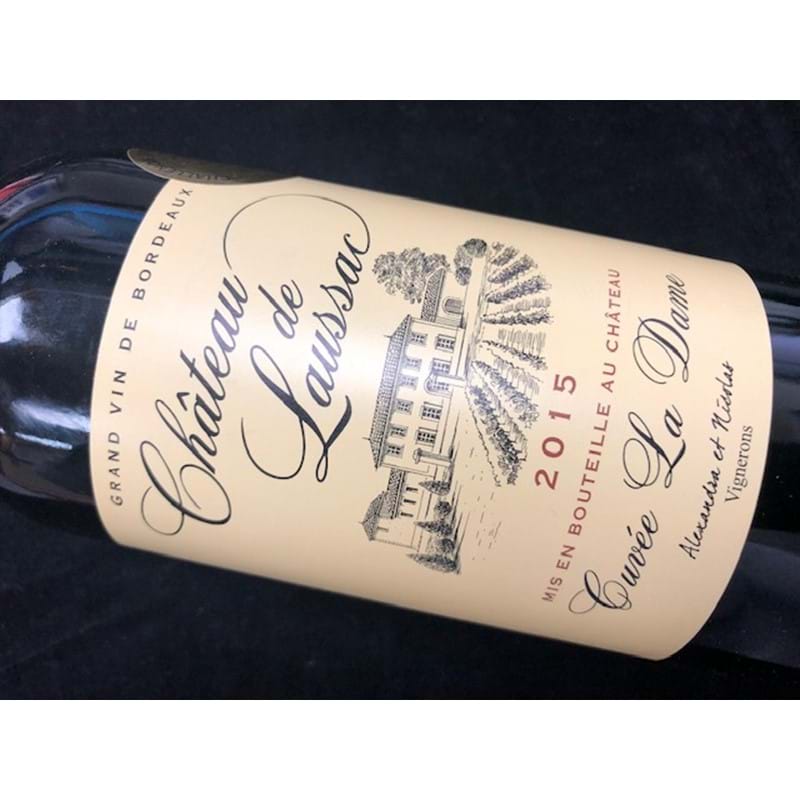 GRAND VIN DE BORDEAUX
Château
de
Laussac
2015
MIS EN BOUTEILLE AU CHÂTEAU
Cuvée La Dame
Alexandra et Nicolas
Vignerons